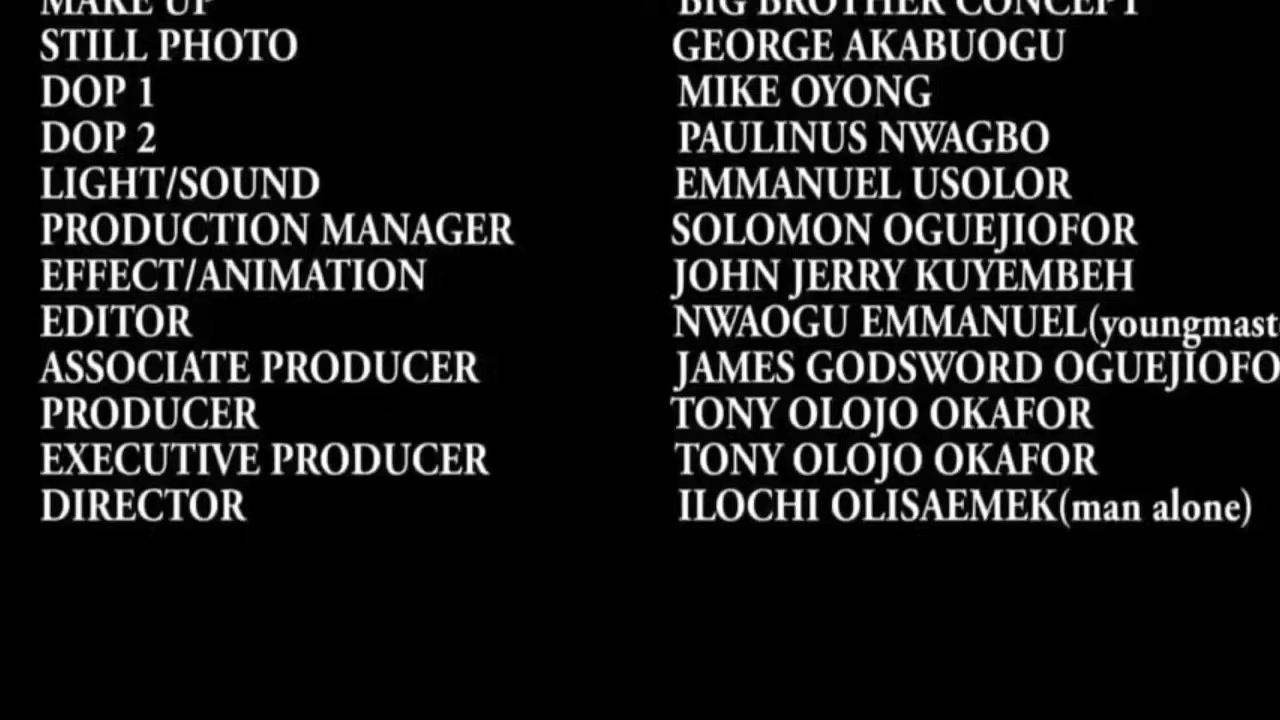 MAKE UP BIG BROTHER CONCEPT
STILL PHOTO GEORGE AKABUOGU
DOP 1 MIKE OYONG
DOP 2 PAULINUS NWAGBO
LIGHT/SOUND EMMANUEL USOLOR
PRODUCTION MANAGER SOLOMON OGUEJIOFOR
EFFECT/ANIMATION JOHN JERRY KUYEMBEH
EDITOR NWAOGU EMMANUEL(youngmast
ASSOCIATE PRODUCER JAMES GODSWORD OGUEJIOFO
PRODUCER TONY OLOJO OKAFOR
EXECUTIVE PRODUCER TONY OLOJO OKAFOR
DIRECTOR ILOCHI OLISAEMEK(man alone)